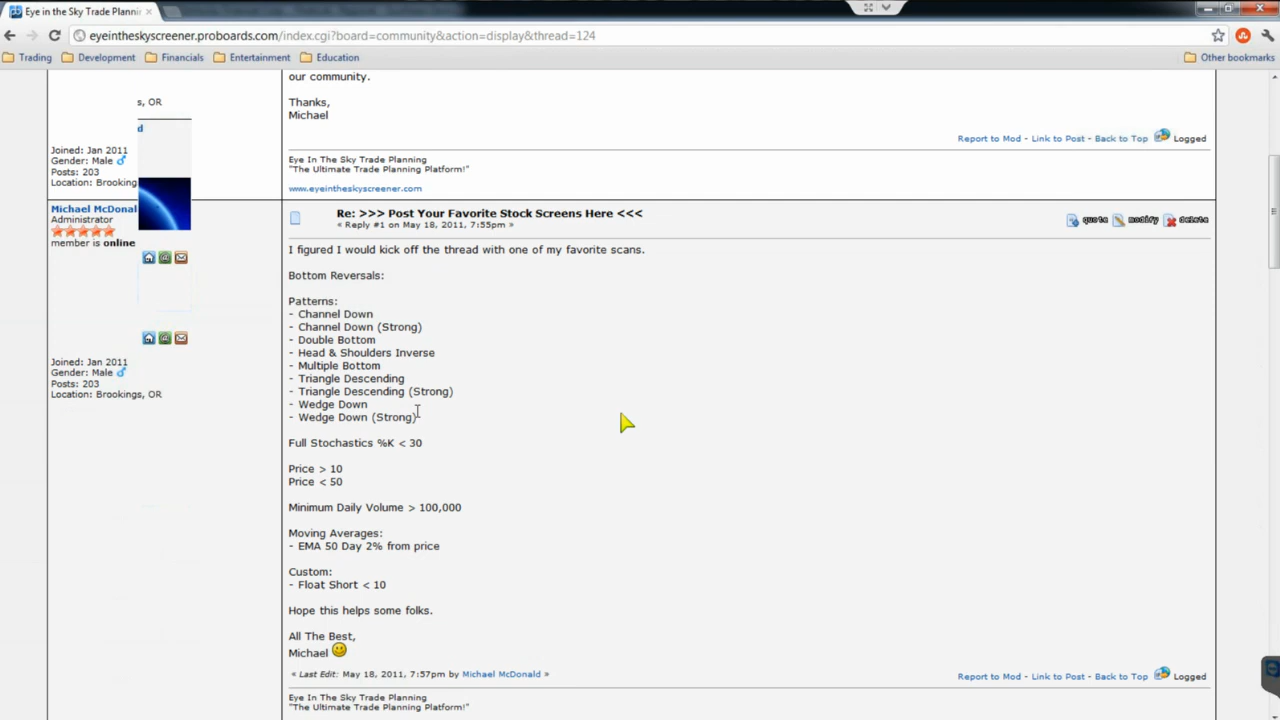 Eye in the Sky Trade Plannin
eyeintheskyscreener.proboards.com/index.cgi?board=community&action=display&thread=124
Trading Development Financials Entertainment Education Other bookmarks
our community.
s, OR
Thanks,
Michael
d
Report to Mod - Link to Post - Back to Top Logged
Joined: Jan 2011
Gender: Male
Posts: 203
Location: Brooking
Eye In The Sky Trade Planning
"The Ultimate Trade Planning Platform!"
www.eyeintheskyscreener.com
Michael McDonal
Administrator
member is online
Joined: Jan 2011
Gender: Male
Posts: 203
Location: Brookings, OR
Re: >>> Post Your Favorite Stock Screens Here <<<
« Reply #1 on May 18, 2011, 7:55pm »
quote modify delete
I figured I would kick off the thread with one of my favorite scans.
Bottom Reversals:
Patterns:
- Channel Down
- Channel Down (Strong)
- Double Bottom
- Head & Shoulders Inverse
- Multiple Bottom
- Triangle Descending
- Triangle Descending (Strong)
- Wedge Down
- Wedge Down (Strong)
Full Stochastics %K < 30
Price > 10
Price < 50
Minimum Daily Volume > 100,000
Moving Averages:
- EMA 50 Day 2% from price
Custom:
- Float Short < 10
Hope this helps some folks.
All The Best,
Michael
« Last Edit: May 18, 2011, 7:57pm by Michael McDonald »
Report to Mod - Link to Post - Back to Top Logged
Eye In The Sky Trade Planning
"The Ultimate Trade Planning Platform!"